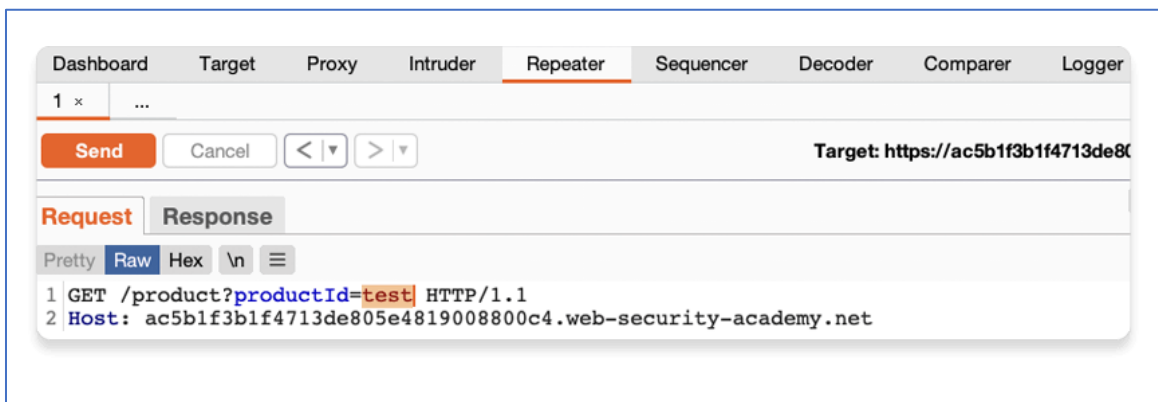 Dashboard Target Proxy Intruder Repeater Sequencer Decoder Comparer Logger
1 × ...
Send Cancel < ▼ > ▼ Target: https://ac5b1f3b1f4713de80
Request Response
Pretty Raw Hex \n ≡
1 GET /product?productId=test HTTP/1.1
2 Host: ac5b1f3b1f4713de805e4819008800c4.web-security-academy.net